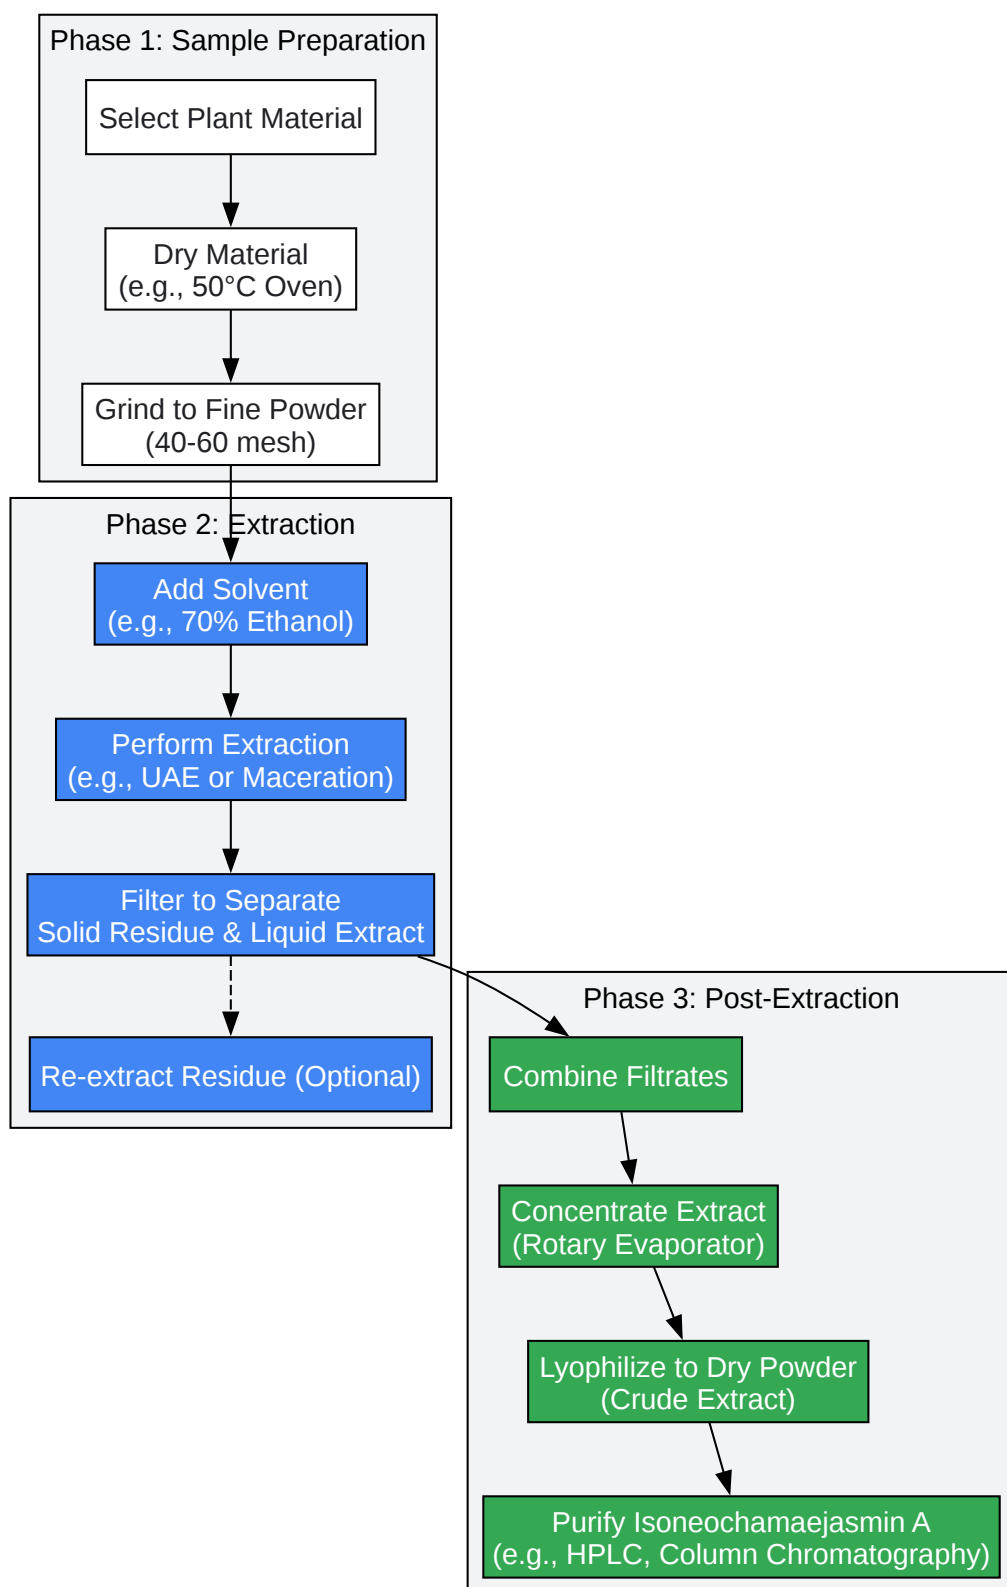 Phase 1: Sample Preparation
Select Plant Material
Dry Material
(e.g., 50°C Oven)
Grind to Fine Powder
(40-60 mesh)
Phase 2: Extraction
Add Solvent
(e.g., 70% Ethanol)
Perform Extraction
(e.g., UAE or Maceration)
Filter to Separate
Solid Residue & Liquid Extract
Re-extract Residue (Optional)
Phase 3: Post-Extraction
Combine Filtrates
Concentrate Extract
(Rotary Evaporator)
Lyophilize to Dry Powder
(Crude Extract)
Purify Isoneochamaejasmin A
(e.g., HPLC, Column Chromatography)